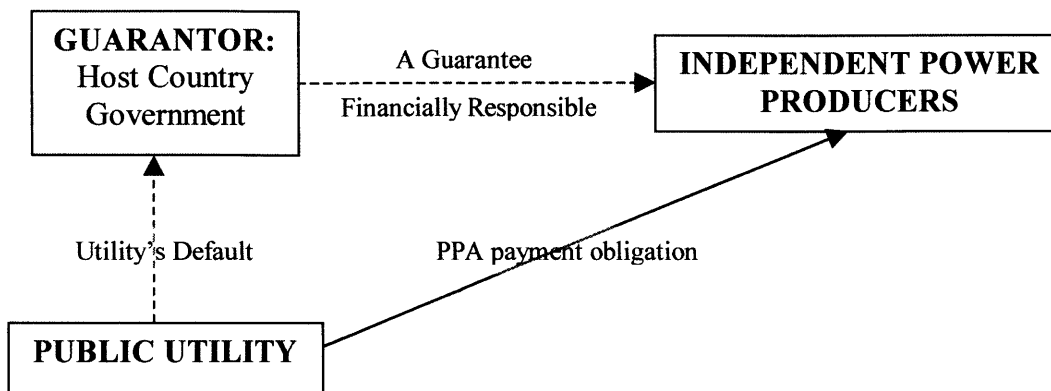 GUARANTOR:
Host Country
Government
A Guarantee
Financially Responsible
INDEPENDENT POWER
PRODUCERS
Utility's Default
PPA payment obligation
PUBLIC UTILITY